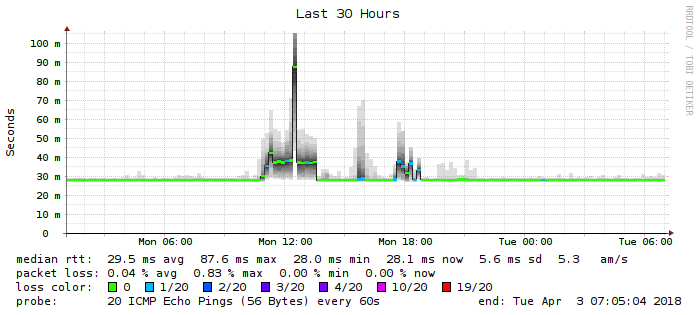 Last 30 Hours
RRDTOOL / TOBI OETIKER
Seconds
100 m
90 m
80 m
70 m
60 m
50 m
40 m
30 m
20 m
10 m
0
Mon 06:00 Mon 12:00 Mon 18:00 Tue 00:00 Tue 06:00
median rtt: 29.5 ms avg 87.6 ms max 28.0 ms min 28.1 ms now 5.6 ms sd 5.3 am/s
packet loss: 0.04 % avg 0.83 % max 0.00 % min 0.00 % now
loss color: 0 1/20 2/20 3/20 4/20 10/20 19/20
probe: 20 ICMP Echo Pings (56 Bytes) every 60s end: Tue Apr 3 07:05:04 2018